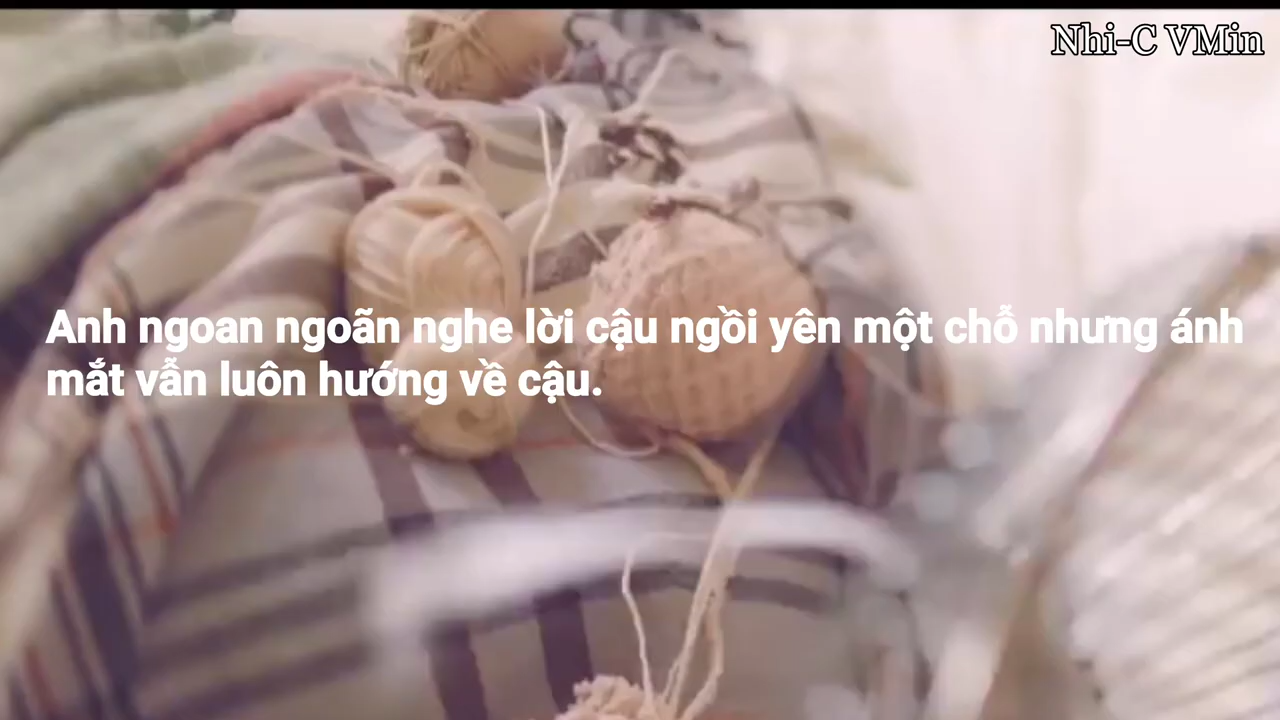 Nhi-C VMin
Anh ngoan ngoãn nghe lời cậu ngồi yên một chỗ nhưng ánh
mắt vẫn luôn hướng về cậu.